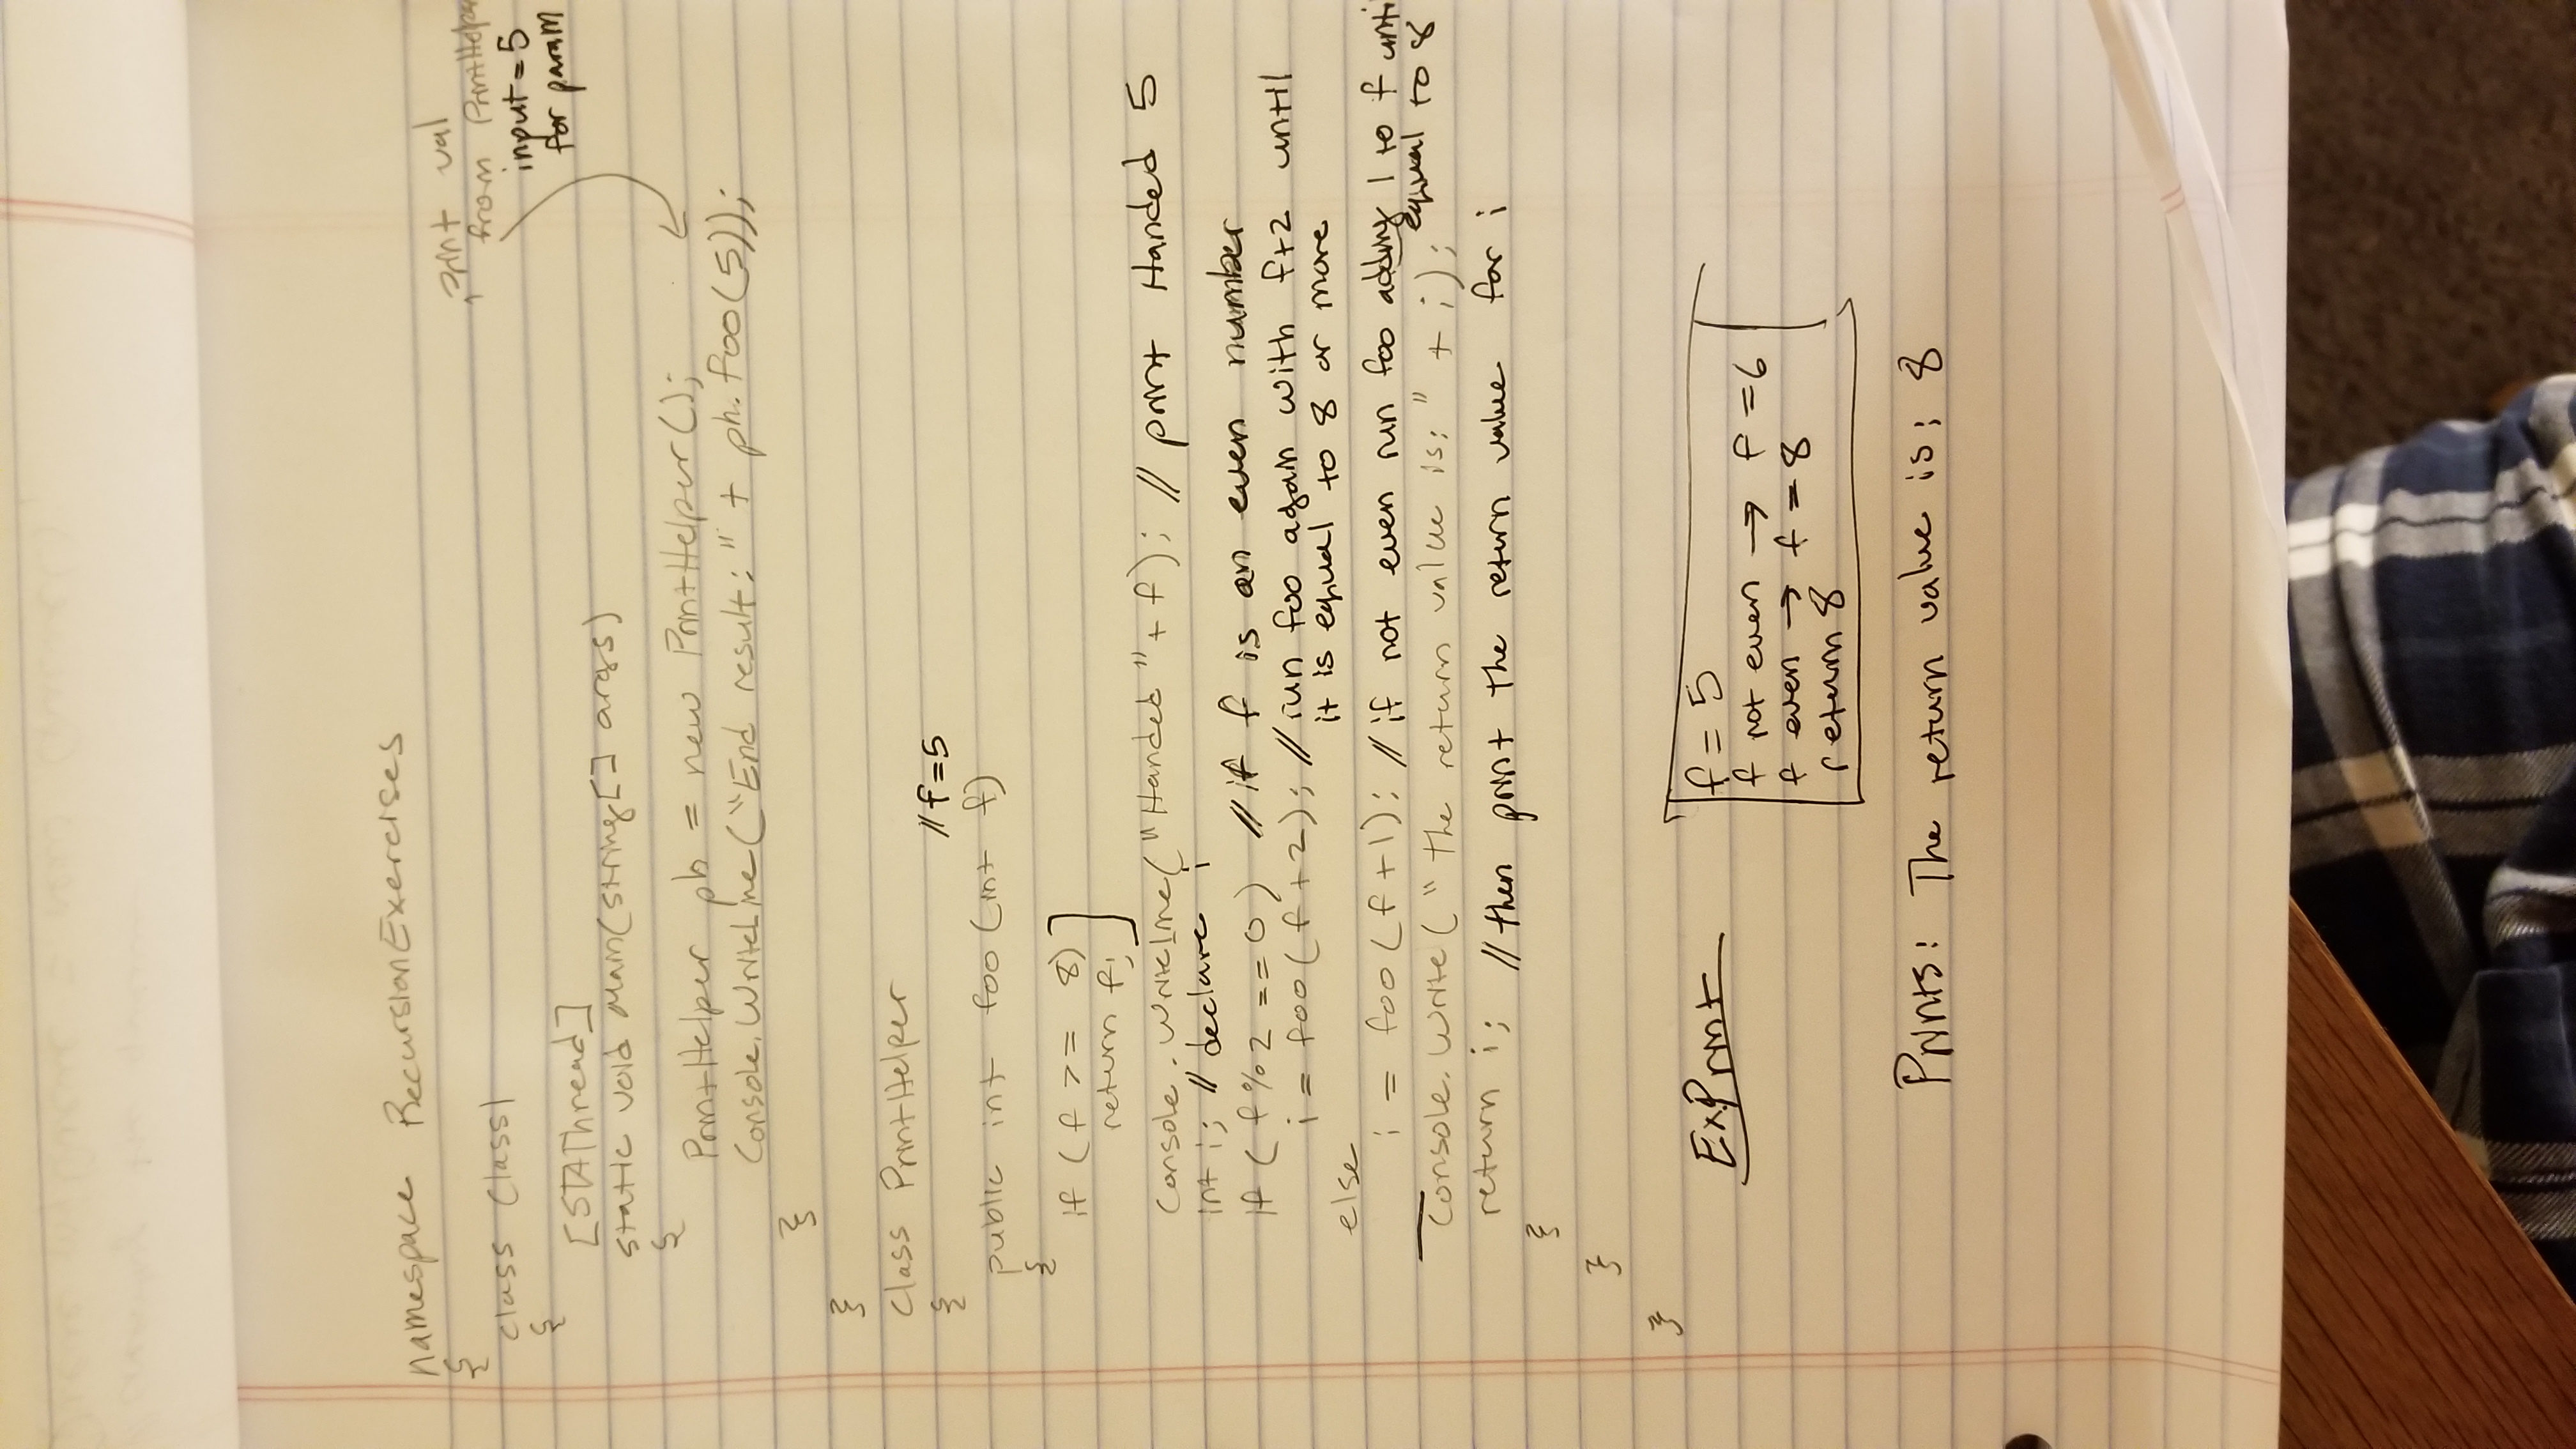 namespace RecursionExercises
{
class Class1
{
print val
from PrintHelper
input = 5
for param
[STAThread]
static void Main(string[] args)
{
PrintHelper ph = new PrintHelper();
Console.WriteLine("End result: " + ph.foo(5));
}
}
class PrintHelper
{
// f = 5
public int foo (int f)
{
if (f >= 8)
return f;
Console.WriteLine("Handed " + f); // print Handed 5
int i; // declare i
if (f%2 ==0) // if f is an even number
i = foo(f+2); // run foo again with f+2 until
it is equal to 8 or more
else
i = foo(f+1); // if not even run foo adding 1 to f unti
equal to 8
Console.Write("The return value is: " + i);
return i; // then print the return value for i
}
}
}
Ex.Print
f = 5
f not even → f = 6
f even → f = 8
return 8
Prints: The return value is: 8